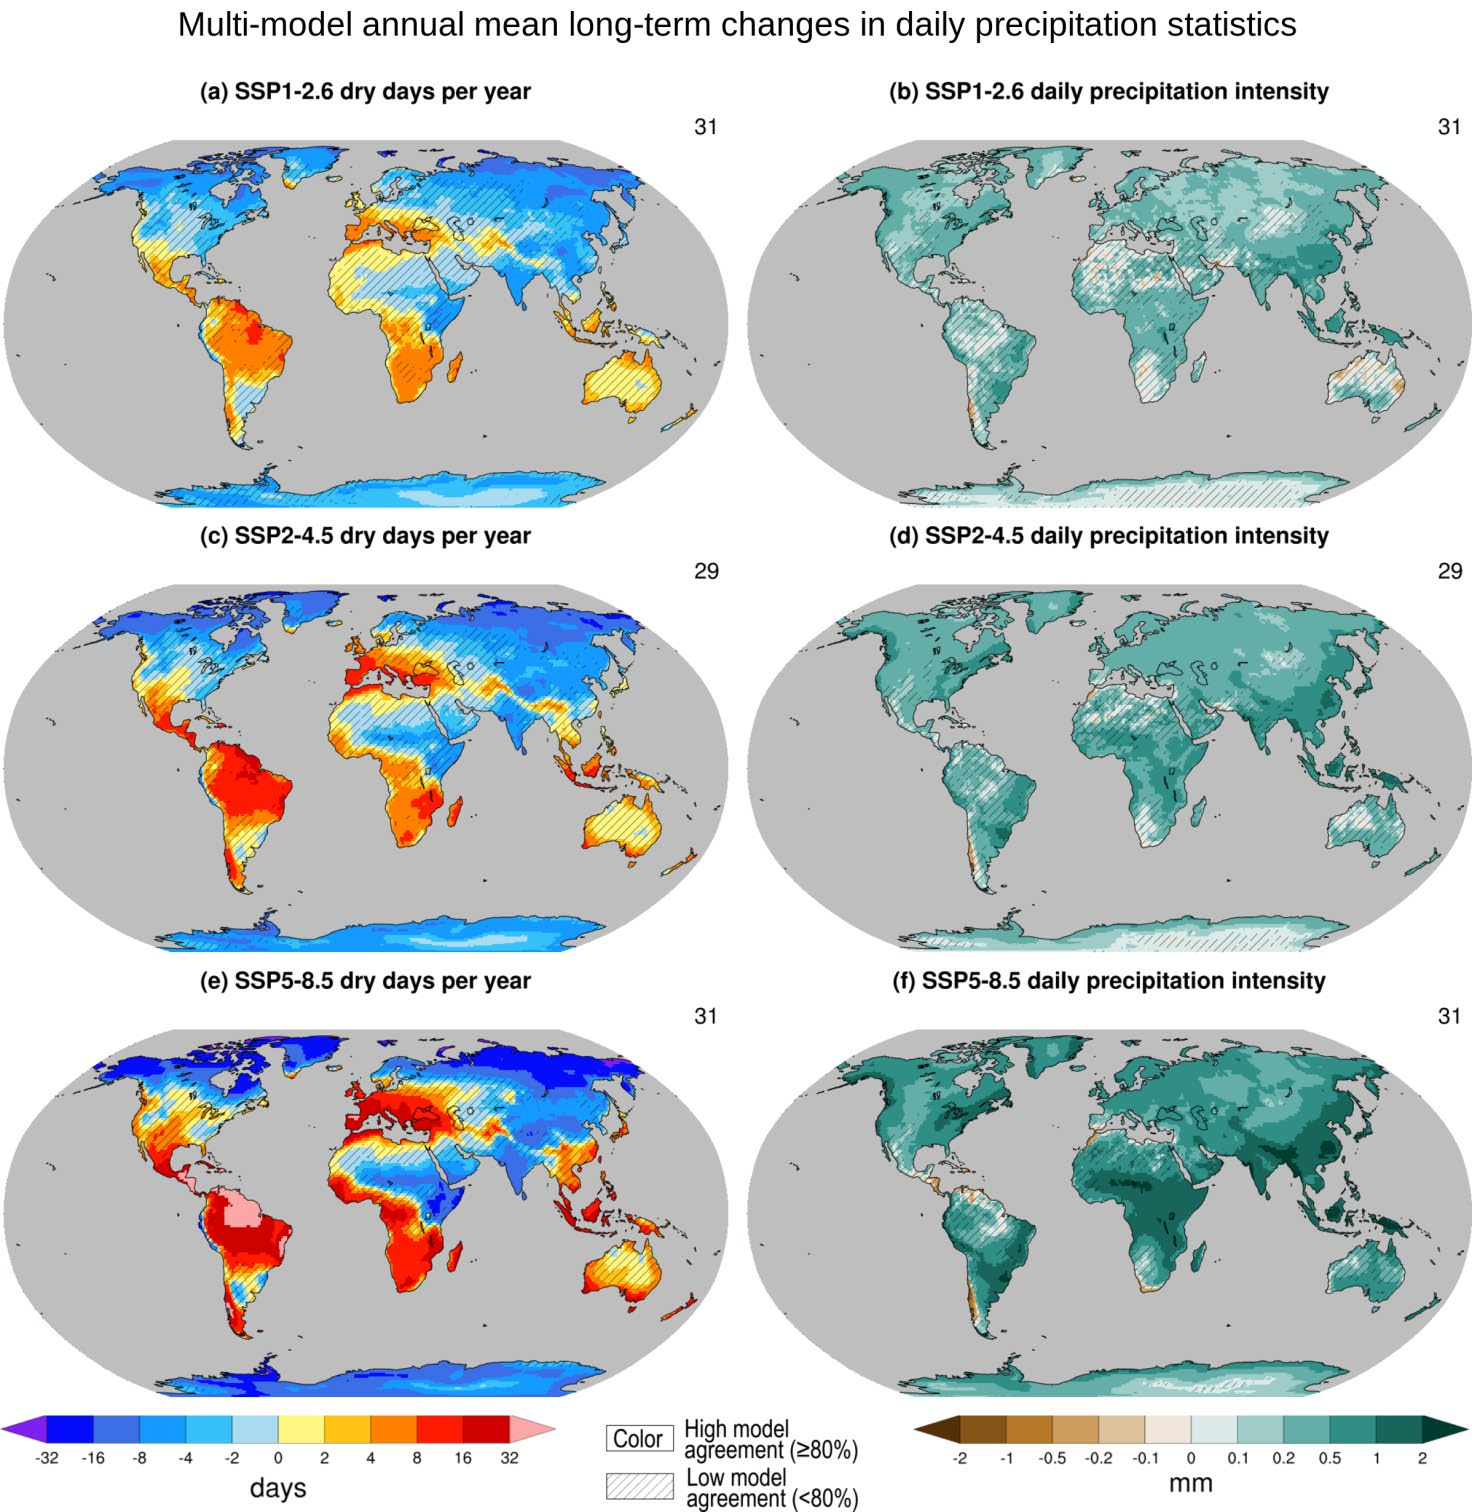 Multi-model annual mean long-term changes in daily precipitation statistics
(a) SSP1-2.6 dry days per year
31
(b) SSP1-2.6 daily precipitation intensity
31
(c) SSP2-4.5 dry days per year
29
(d) SSP2-4.5 daily precipitation intensity
29
(e) SSP5-8.5 dry days per year
31
(f) SSP5-8.5 daily precipitation intensity
31
-32 -16 -8 -4 -2 0 2 4 8 16 32
days
Color
High model
agreement (≥80%)
Low model
agreement (<80%)
-2 -1 -0.5 -0.2 -0.1 0 0.1 0.2 0.5 1 2
mm